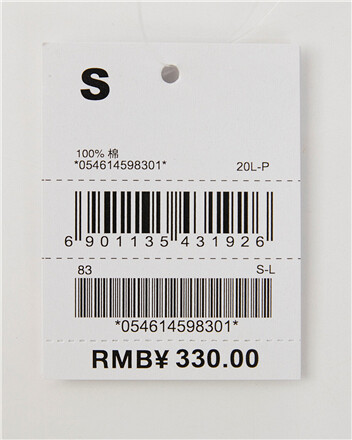 S
100% 棉
*054614598301* 20L-P
6 901135 431926
83 S-L
*054614598301*
RMB¥ 330.00